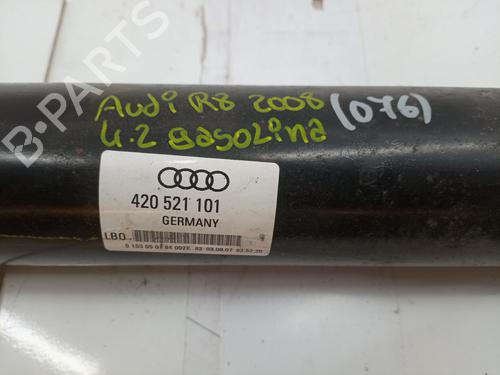 Audi R8 2008 (076)
4.2 Gasolina
420 521 101
GERMANY
LBO..
B-PARTS